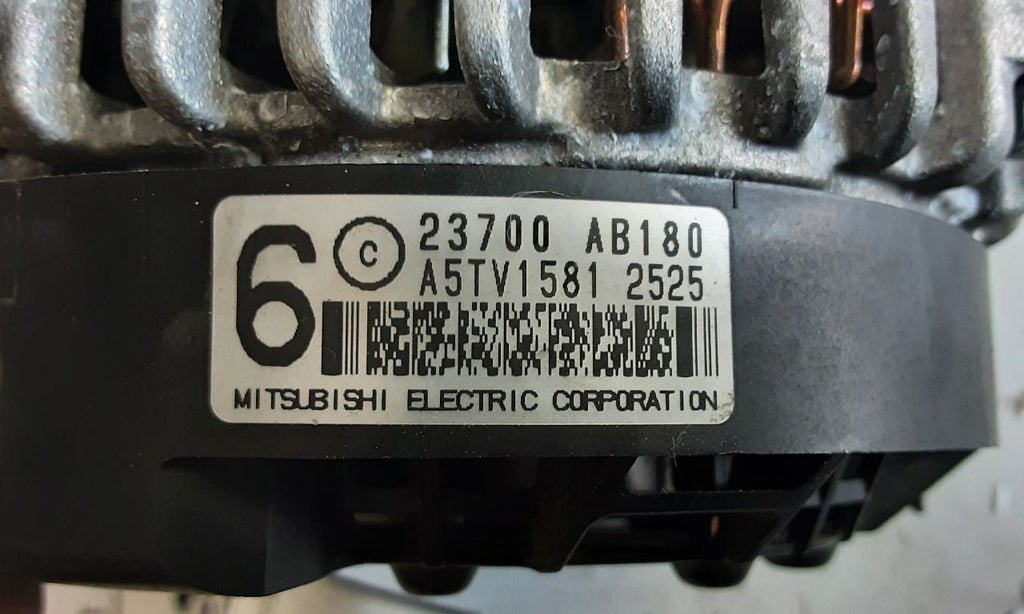 6 C 23700 AB180
A5TV1581 2525
MITSUBISHI ELECTRIC CORPORATION